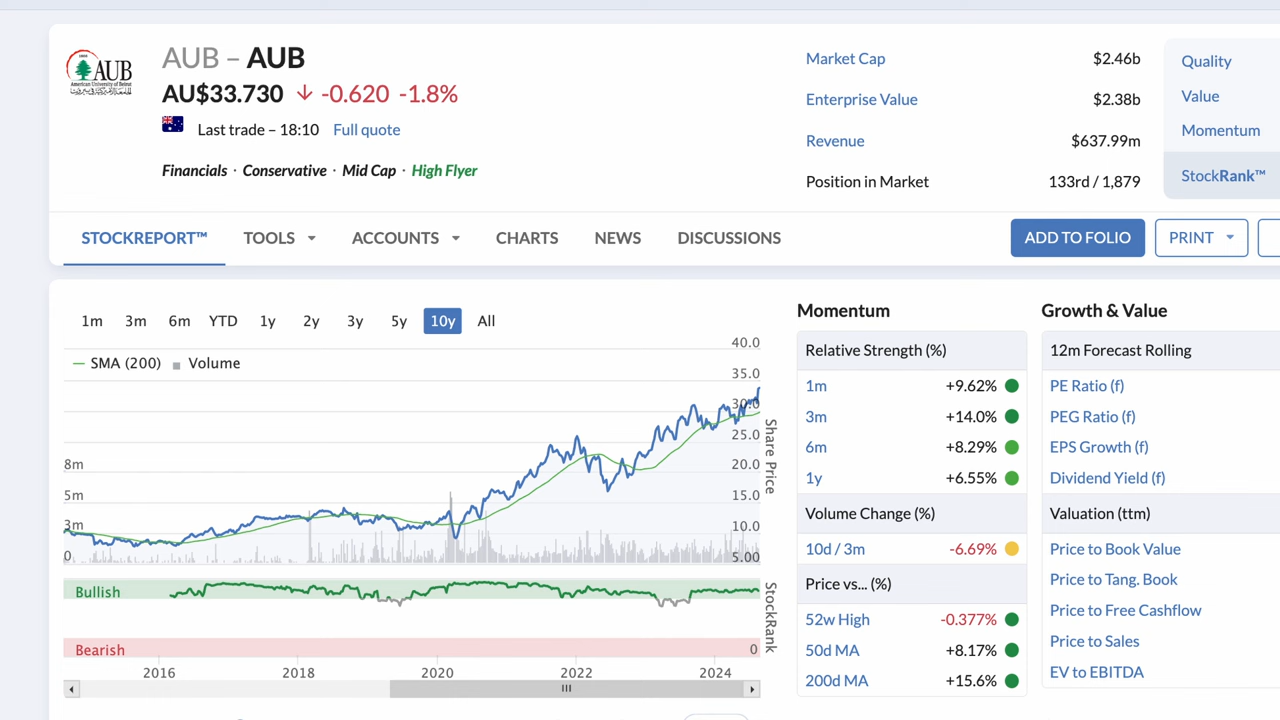 AUB
American University of Beirut
AUB – AUB
AU$33.730 ↓ -0.620 -1.8%
Last trade – 18:10 Full quote
Financials · Conservative · Mid Cap · High Flyer
Market Cap $2.46b
Enterprise Value $2.38b
Revenue $637.99m
Position in Market 133rd / 1,879
Quality
Value
Momentum
StockRank™
STOCKREPORT™ TOOLS ACCOUNTS CHARTS NEWS DISCUSSIONS
ADD TO FOLIO PRINT
1m 3m 6m YTD 1y 2y 3y 5y 10y All
SMA (200) Volume
40.0
35.0
30.0
25.0
20.0
15.0
10.0
5.00
Share Price
8m
5m
3m
0
Bullish
Bearish
0
StockRank
2016 2018 2020 2022 2024
Momentum
Relative Strength (%)
1m +9.62%
3m +14.0%
6m +8.29%
1y +6.55%
Volume Change (%)
10d / 3m -6.69%
Price vs... (%)
52w High -0.377%
50d MA +8.17%
200d MA +15.6%
Growth & Value
12m Forecast Rolling
PE Ratio (f)
PEG Ratio (f)
EPS Growth (f)
Dividend Yield (f)
Valuation (ttm)
Price to Book Value
Price to Tang. Book
Price to Free Cashflow
Price to Sales
EV to EBITDA